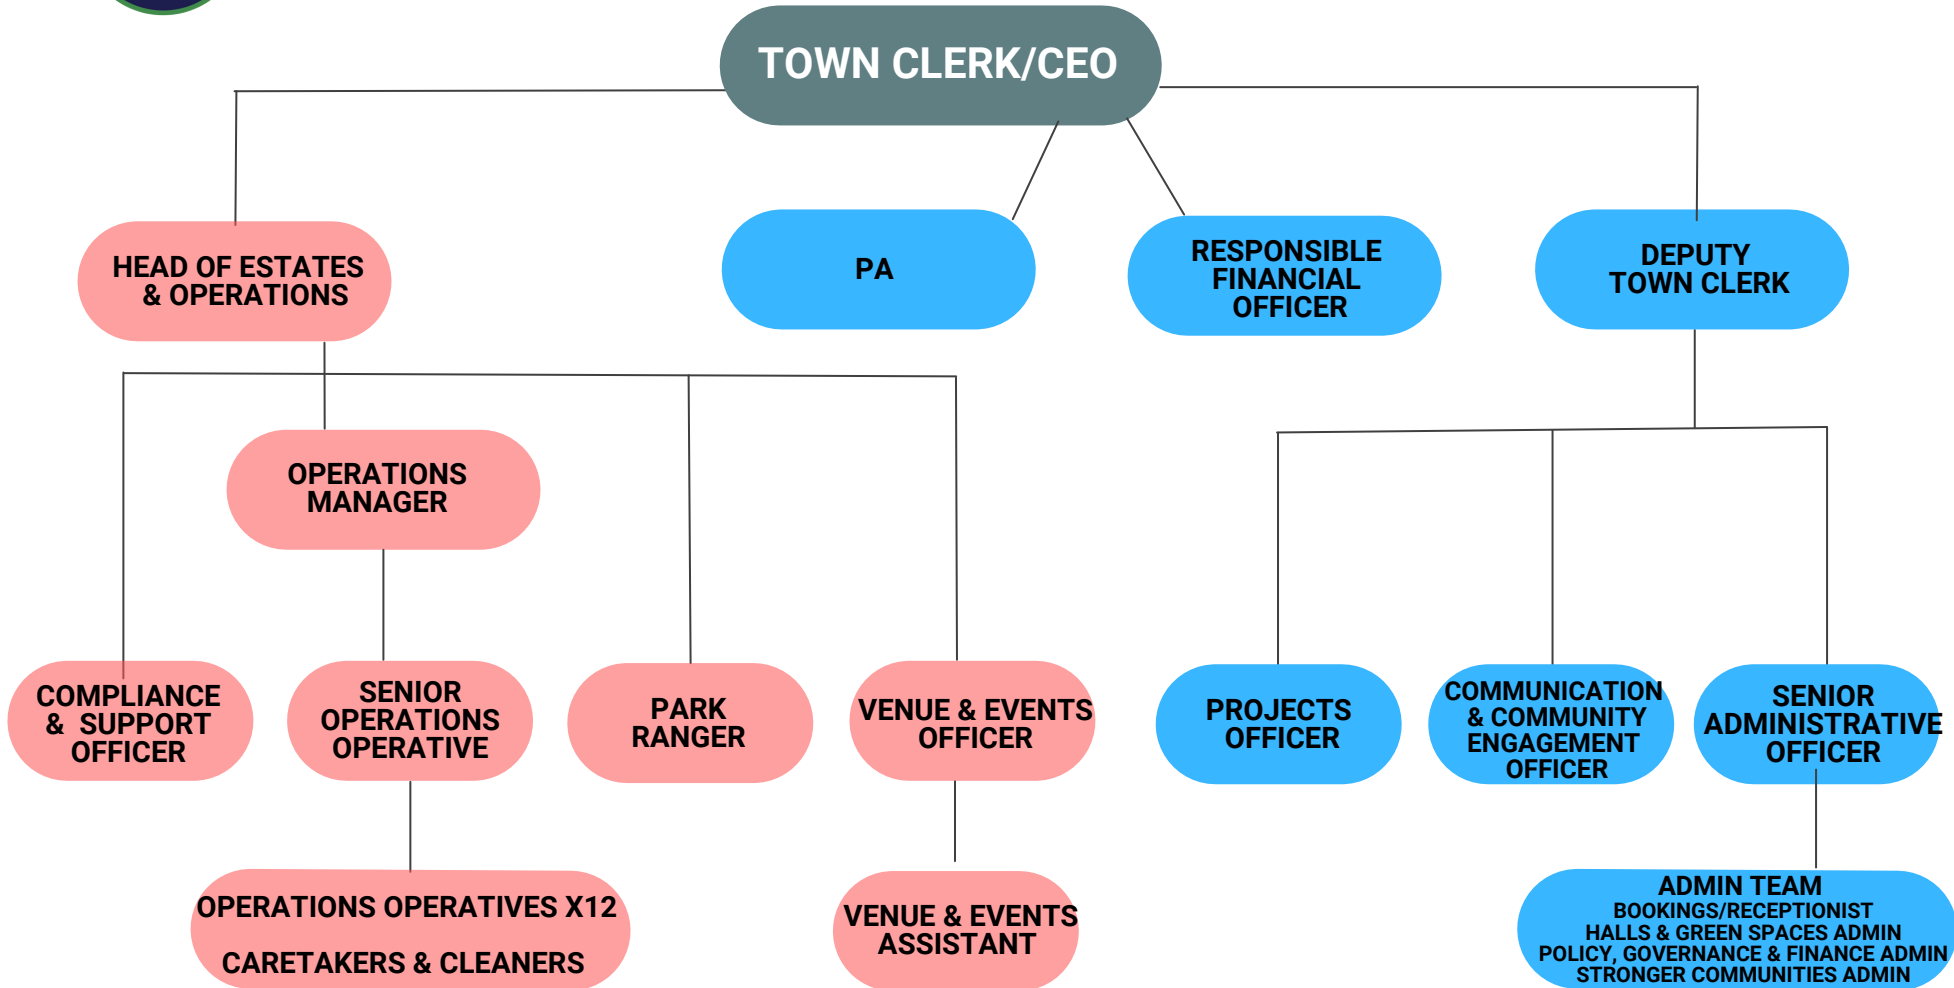 TOWN CLERK/CEO
HEAD OF ESTATES
& OPERATIONS
PA
RESPONSIBLE
FINANCIAL
OFFICER
DEPUTY
TOWN CLERK
OPERATIONS
MANAGER
COMPLIANCE
& SUPPORT
OFFICER
SENIOR
OPERATIONS
OPERATIVE
PARK
RANGER
VENUE & EVENTS
OFFICER
PROJECTS
OFFICER
COMMUNICATION
& COMMUNITY
ENGAGEMENT
OFFICER
SENIOR
ADMINISTRATIVE
OFFICER
OPERATIONS OPERATIVES X12
CARETAKERS & CLEANERS
VENUE & EVENTS
ASSISTANT
ADMIN TEAM
BOOKINGS/RECEPTIONIST
HALLS & GREEN SPACES ADMIN
POLICY, GOVERNANCE & FINANCE ADMIN
STRONGER COMMUNITIES ADMIN